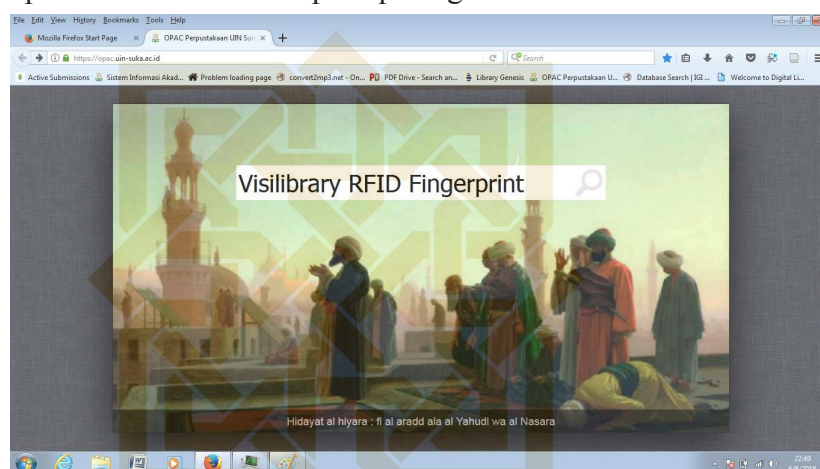 File Edit View History Bookmarks Tools Help
Mozilla Firefox Start Page × OPAC Perpustakaan UIN Sun × +
https://opac.uin-suka.ac.id Search
Active Submissions Sistem Informasi Akad... Problem loading page convert2mp3.net - On... PDF Drive - Search an... Library Genesis OPAC Perpustakaan U... Database Search | IGI ... Welcome to Digital Li...
Visilibrary RFID Fingerprint
Hidayat al hiyara : fi al aradd ala al Yahudi wa al Nasara
22:49